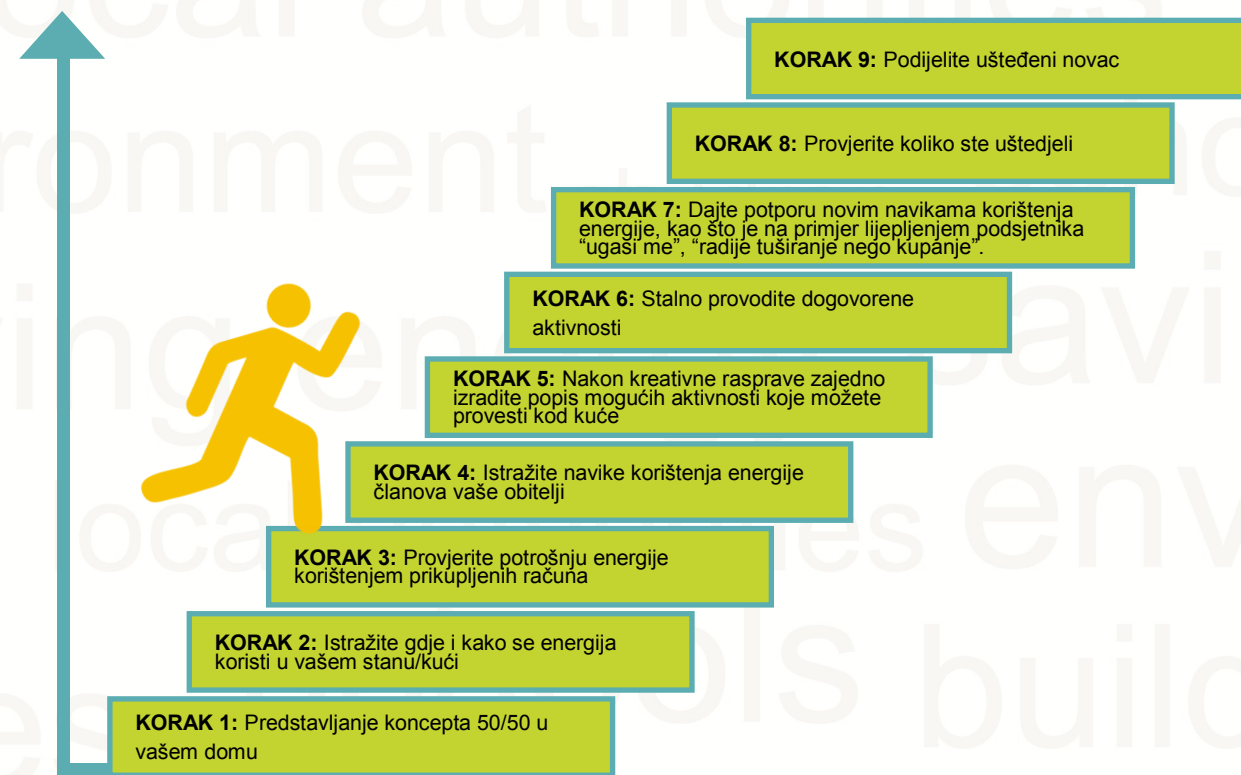 KORAK 9: Podijelite ušteđeni novac
KORAK 8: Provjerite koliko ste uštedjeli
KORAK 7: Dajte potporu novim navikama korištenja
energije, kao što je na primjer lijepljenjem podsjetnika
“ugasi me”, “radije tuširanje nego kupanje”.
KORAK 6: Stalno provodite dogovorene
aktivnosti
KORAK 5: Nakon kreativne rasprave zajedno
izradite popis mogućih aktivnosti koje možete
provesti kod kuće
KORAK 4: Istražite navike korištenja energije
članova vaše obitelji
KORAK 3: Provjerite potrošnju energije
korištenjem prikupljenih računa
KORAK 2: Istražite gdje i kako se energija
koristi u vašem stanu/kući
KORAK 1: Predstavljanje koncepta 50/50 u
vašem domu